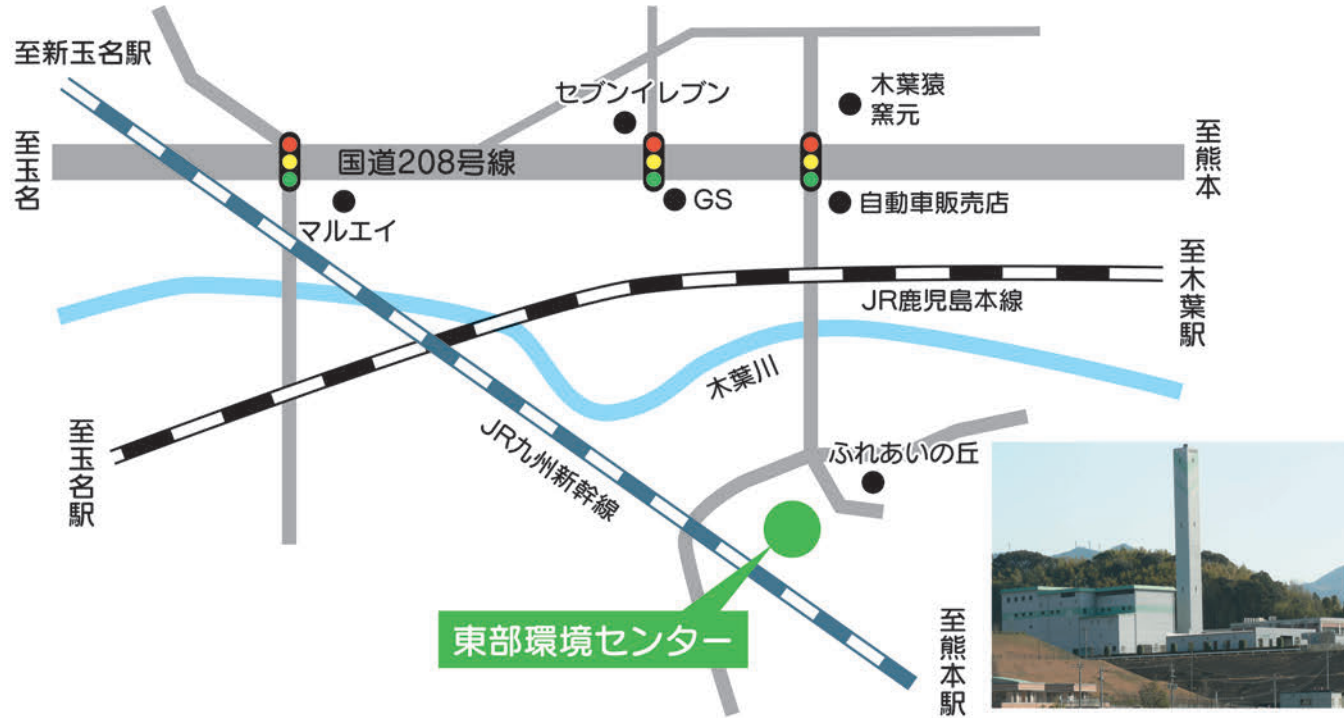 至新玉名駅
セブンイレブン
木葉猿
窯元
至玉名
国道208号線
至熊本
マルエイ
GS
自動車販売店
至木葉駅
JR鹿児島本線
木葉川
至玉名駅
JR九州新幹線
ふれあいの丘
東部環境センター
至熊本駅